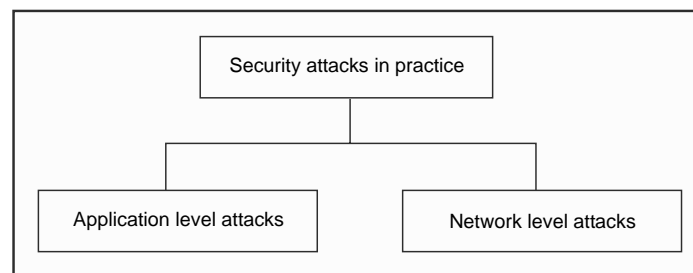 Security attacks in practice
Application level attacks
Network level attacks